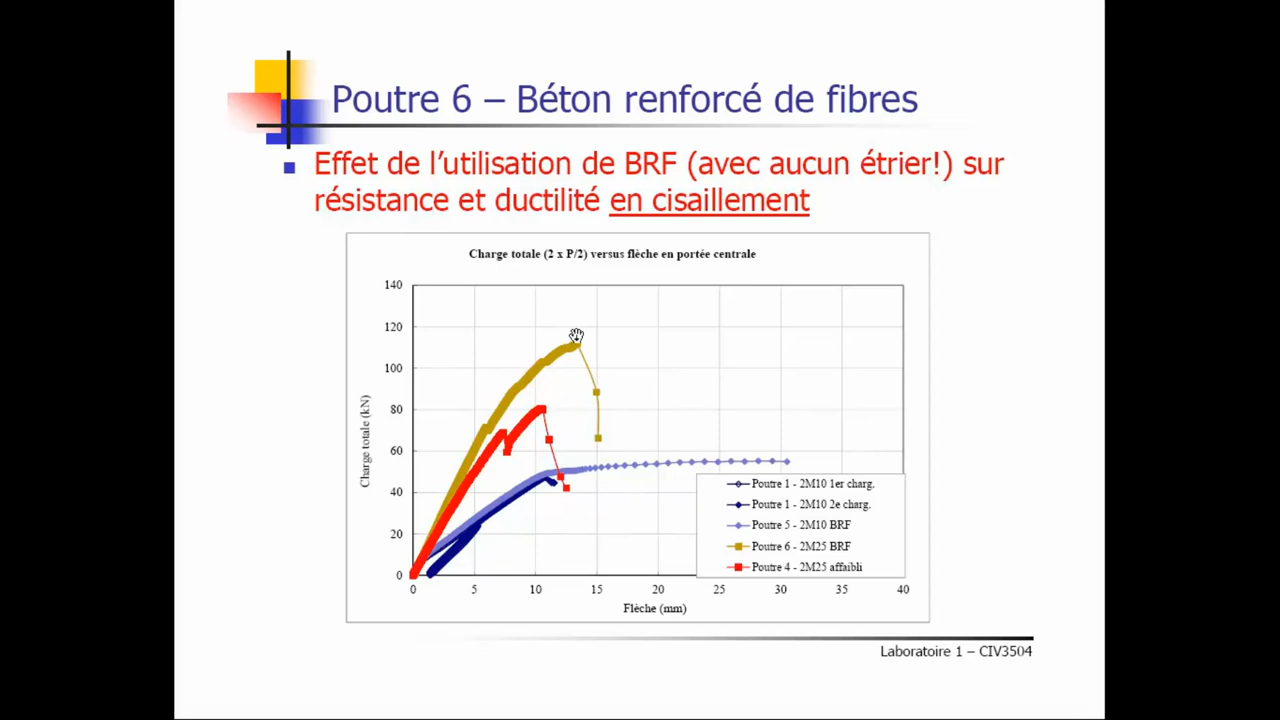 Poutre 6 – Béton renforcé de fibres
Effet de l’utilisation de BRF (avec aucun étrier!) sur
résistance et ductilité en cisaillement
Charge totale (2 x P/2) versus flèche en portée centrale
140
120
100
80
60
40
20
0
Charge totale (kN)
0 5 10 15 20 25 30 35 40
Flèche (mm)
Poutre 1 - 2M10 1er charg.
Poutre 1 - 2M10 2e charg.
Poutre 5 - 2M10 BRF
Poutre 6 - 2M25 BRF
Poutre 4 - 2M25 affaibli
Laboratoire 1 – CIV3504